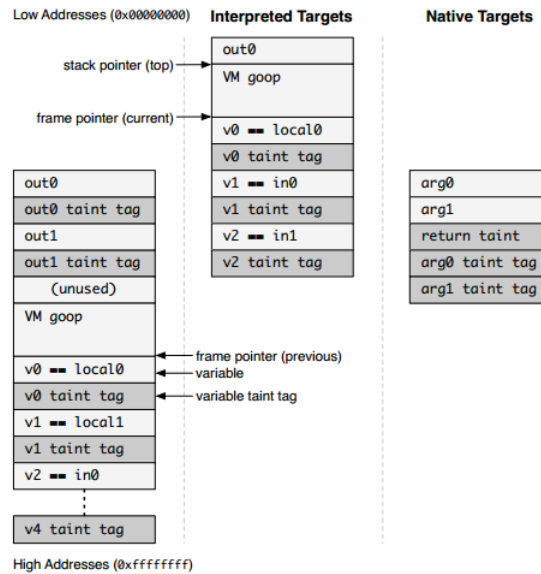 Low Addresses (0x00000000)
Interpreted Targets
Native Targets
out0
stack pointer (top)
VM goop
frame pointer (current)
v0 == local0
v0 taint tag
v1 == in0
v1 taint tag
v2 == in1
v2 taint tag
out0
out0 taint tag
out1
out1 taint tag
(unused)
VM goop
frame pointer (previous)
v0 == local0
variable
v0 taint tag
variable taint tag
v1 == local1
v1 taint tag
v2 == in0
v4 taint tag
High Addresses (0xffffffff)
arg0
arg1
return taint
arg0 taint tag
arg1 taint tag